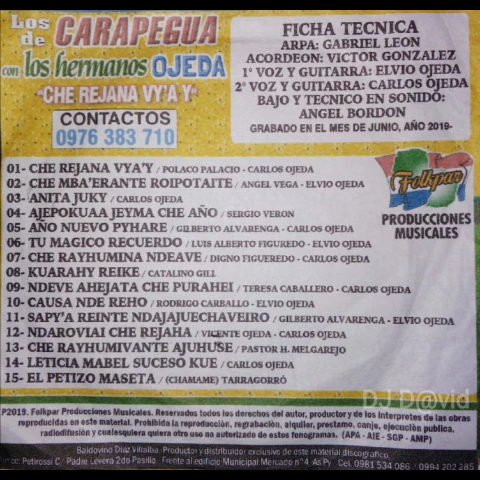 Los de CARAPEGUA
con los hermanos OJEDA
"CHE REJANA VY'A Y"
CONTACTOS
0976 383 710
FICHA TECNICA
ARPA: GABRIEL LEON
ACORDEON: VICTOR GONZALEZ
1° VOZ Y GUITARRA: ELVIO OJEDA
2° VOZ Y GUITARRA: CARLOS OJEDA
BAJO Y TECNICO EN SONIDO:
ANGEL BORDON
GRABADO EN EL MES DE JUNIO, AÑO 2019-
01- CHE REJANA VYA'Y / POLACO PALACIO - CARLOS OJEDA
02- CHE MBA'ERANTE ROIPOTAITE / ANGEL VEGA - ELVIO OJEDA
03- ANITA JUKY / CARLOS OJEDA
04- AJEPOKUAA JEYMA CHE AÑO / SERGIO VERON
05- AÑO NUEVO PYHARE / GILBERTO ALVARENGA - CARLOS OJEDA
06- TU MAGICO RECUERDO / LUIS ALBERTO FIGUREDO - ELVIO OJEDA
07- CHE RAYHUMINA NDEAVE / DIGNO FIGUEREDO - CARLOS OJEDA
08- KUARAHY REIKE / CATALINO GILL
09- NDEVE AHEJATA CHE PURAHEI / TERESA CABALLERO - CARLOS OJEDA
10- CAUSA NDE REHO / RODRIGO CARBALLO - ELVIO OJEDA
11- SAPY'A REINTE NDAJAJUECHAVEIRO / GILBERTO ALVARENGA - ELVIO OJEDA
12- NDAROVIAI CHE REJAHA / VICENTE OJEDA - CARLOS OJEDA
13- CHE RAYHUMIVANTE AJUHUSE / PASTOR H. MELGAREJO
14- LETICIA MABEL SUCESO KUE / CARLOS OJEDA
15- EL PETIZO MASETA / (CHAMAME) TARRAGORRÓ
Folkpar
PRODUCCIONES
MUSICALES
DJ D@vid
P2019. Folkpar Producciones Musicales. Reservados todos los derechos del autor, productor y de los interpretes de las obras
reproducidas en este material. Prohibida la reproducción, regrabación, alquiler, prestamo, canje, ejecución publica,
radiodifusión y cualesquiera otro uso no autorizado de estos fonogramas. (APA - AIE - SGP - AMP)
Baldovino Diaz Villalba. Productor y distribuidor exclusivo de este material discografico.
Petirossi C/ Padre Levera 2do Pasillo. Frente al edificio Municipal Mercado n°4 As.Py Cel. 0981 534 086 / 0994 202 285